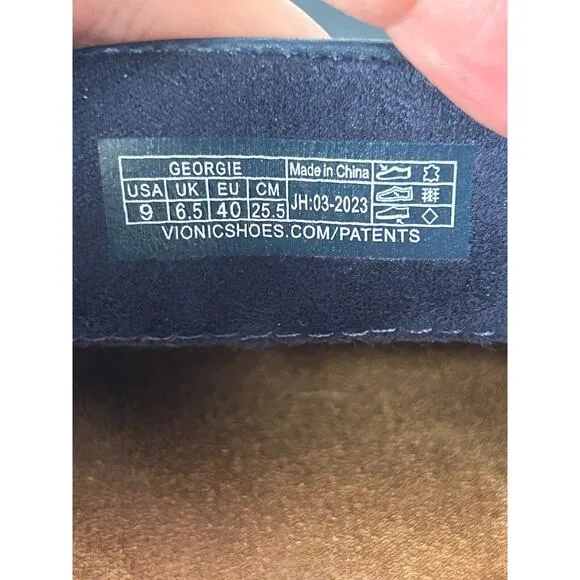 GEORGIE Made in China
USA UK EU CM
9 6.5 40 25.5 JH:03-2023
VIONICSHOES.COM/PATENTS